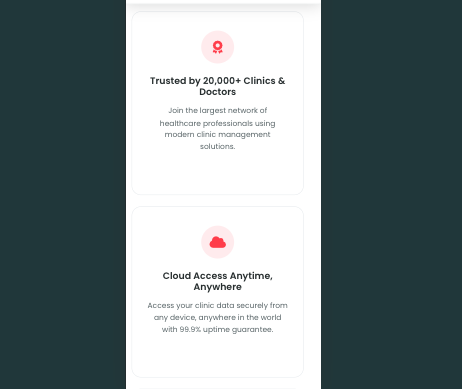 Trusted by 20,000+ Clinics &
Doctors
Join the largest network of
healthcare professionals using
modern clinic management
solutions.
Cloud Access Anytime,
Anywhere
Access your clinic data securely from
any device, anywhere in the world
with 99.9% uptime guarantee.